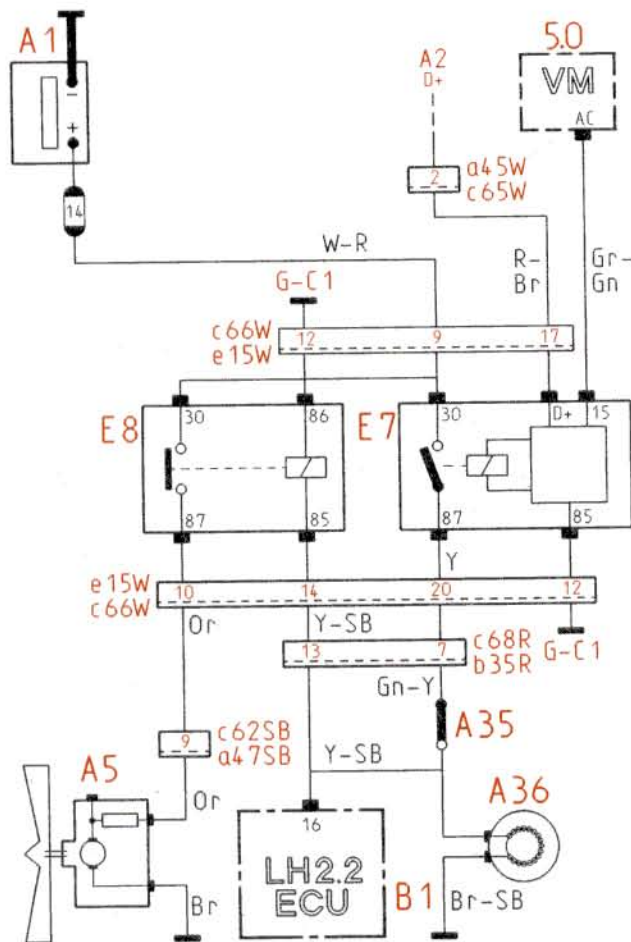 A1
5.0
A2
D+
VM
AC
−
+
2
a45W
c65W
14
W-R
R-
Br
Gr-
Gn
G-C1
c66W
e15W
12
9
17
E8
30
86
E7
30
D+
15
87
85
87
85
Y
e15W
c66W
10
14
20
12
Or
Y-SB
G-C1
13
7
c68R
b35R
Gn-Y
A35
9
c62SB
a47SB
A5
Y-SB
A36
Or
16
LH2.2
ECU
B1
Br
Br-SB